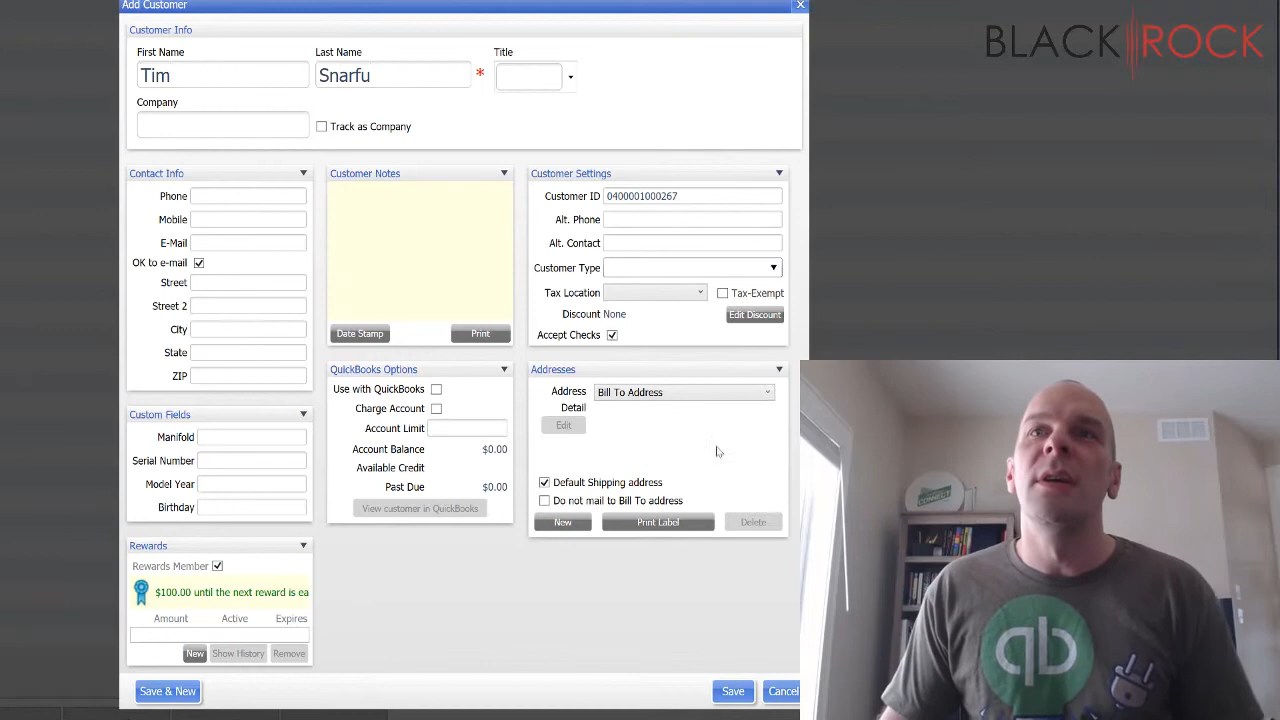 Add Customer
BLACK ROCK
Customer Info
First Name Last Name Title
Tim Snarfu *
Company
Track as Company
Contact Info
Phone
Mobile
E-Mail
OK to e-mail
Street
Street 2
City
State
ZIP
Customer Notes
Date Stamp Print
Customer Settings
Customer ID 0400001000267
Alt. Phone
Alt. Contact
Customer Type
Tax Location Tax-Exempt
Discount None Edit Discount
Accept Checks
Custom Fields
Manifold
Serial Number
Model Year
Birthday
QuickBooks Options
Use with QuickBooks
Charge Account
Account Limit
Account Balance $0.00
Available Credit
Past Due $0.00
View customer in QuickBooks
Addresses
Address Bill To Address
Detail
Edit
Default Shipping address
Do not mail to Bill To address
New Print Label Delete
Rewards
Rewards Member
$100.00 until the next reward is ea
Amount Active Expires
New Show History Remove
Save & New Save Cancel
CONNECT
qb